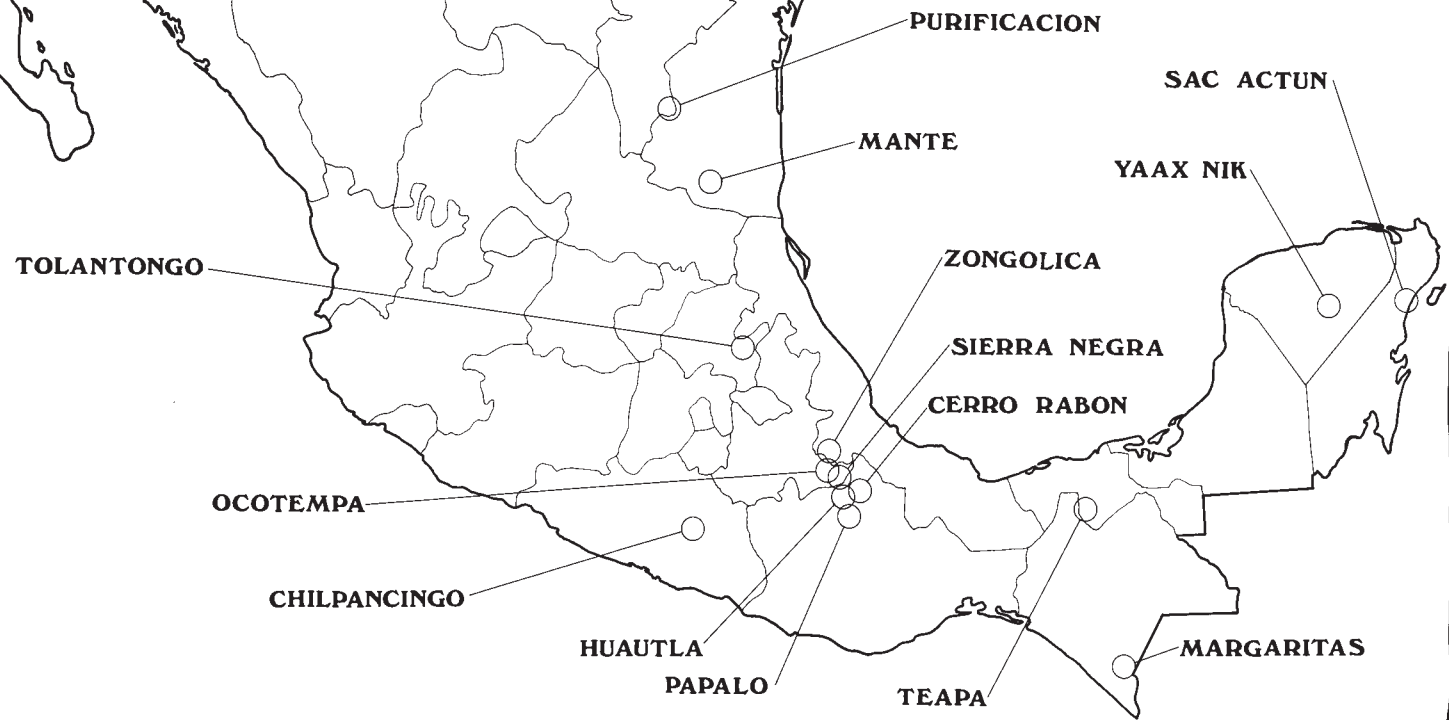 PURIFICACION
SAC ACTUN
MANTE
YAAX NIK
ZONGOLICA
TOLANTONGO
SIERRA NEGRA
CERRO RABON
OCOTEMPA
CHILPANCINGO
HUAUTLA
MARGARITAS
PAPALO
TEAPA